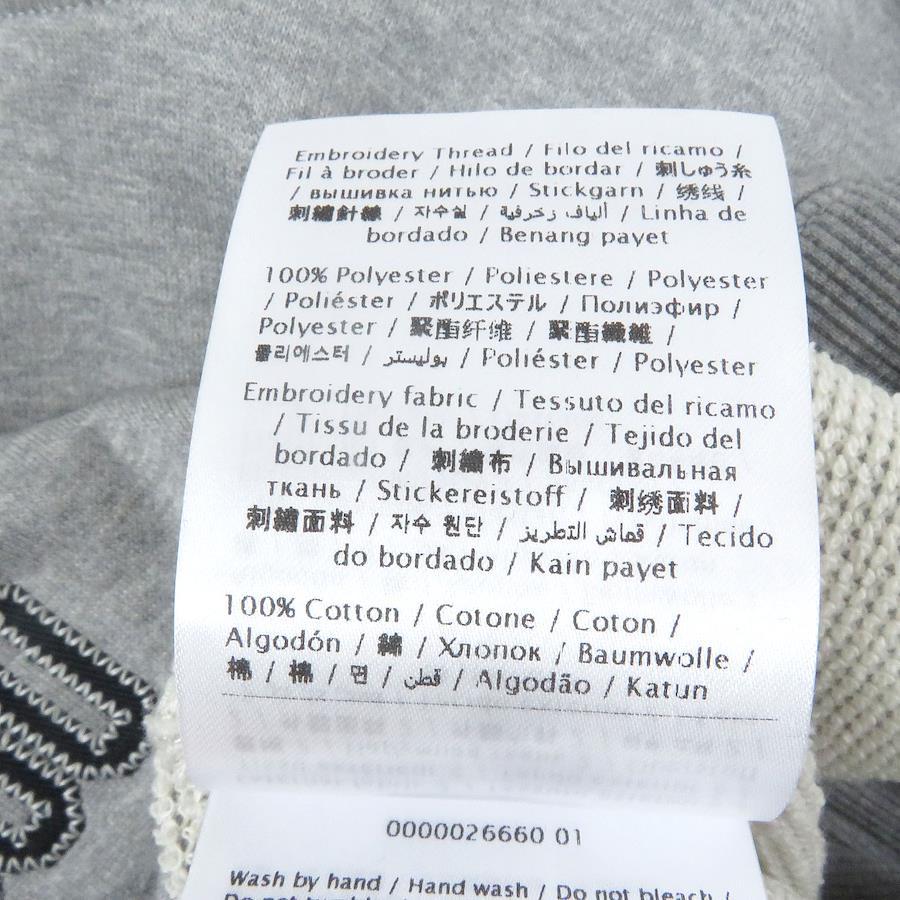 Embroidery Thread / Filo del ricamo /
Fil à broder / Hilo de bordar / 刺しゅう糸
/ вышивка нитью / Stickgarn / 绣线 /
刺繡針線 / 자수실 / ألياف زخرفية / Linha de
bordado / Benang payet
100% Polyester / Poliestere / Polyester
/ Poliéster / ポリエステル / Полиэфир /
Polyester / 聚酯纤维 / 聚酯纖維 /
폴리에스터 / بوليستر / Poliéster / Polyester
Embroidery fabric / Tessuto del ricamo
/ Tissu de la broderie / Tejido del
bordado / 刺繍布 / Вышивальная
ткань / Stickereistoff / 刺绣面料 /
刺繡面料 / 자수 원단 / قماش التطريز / Tecido
do bordado / Kain payet
100% Cotton / Cotone / Coton /
Algodón / 綿 / Хлопок / Baumwolle /
棉 / 棉 / 면 / قطن / Algodão / Katun
0000026660 01
Wash by hand / Hand wash / Do not bleach /